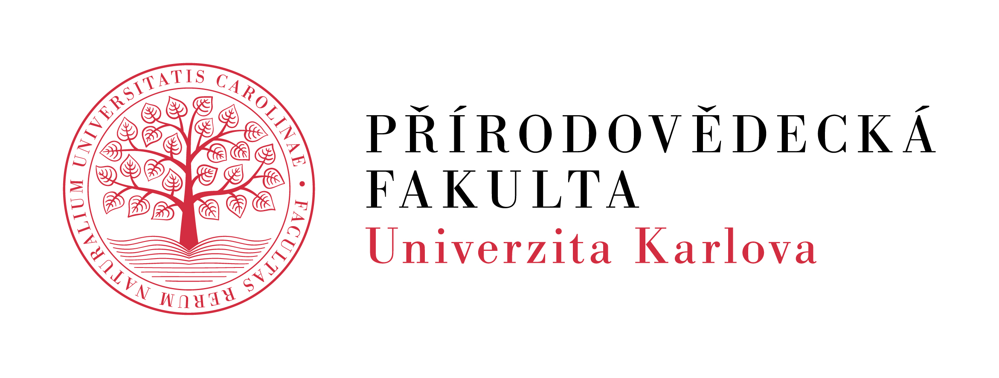 FACULTAS RERUM NATURALIUM UNIVERSITATIS CAROLINAE •
PŘÍRODOVĚDECKÁ
FAKULTA
Univerzita Karlova